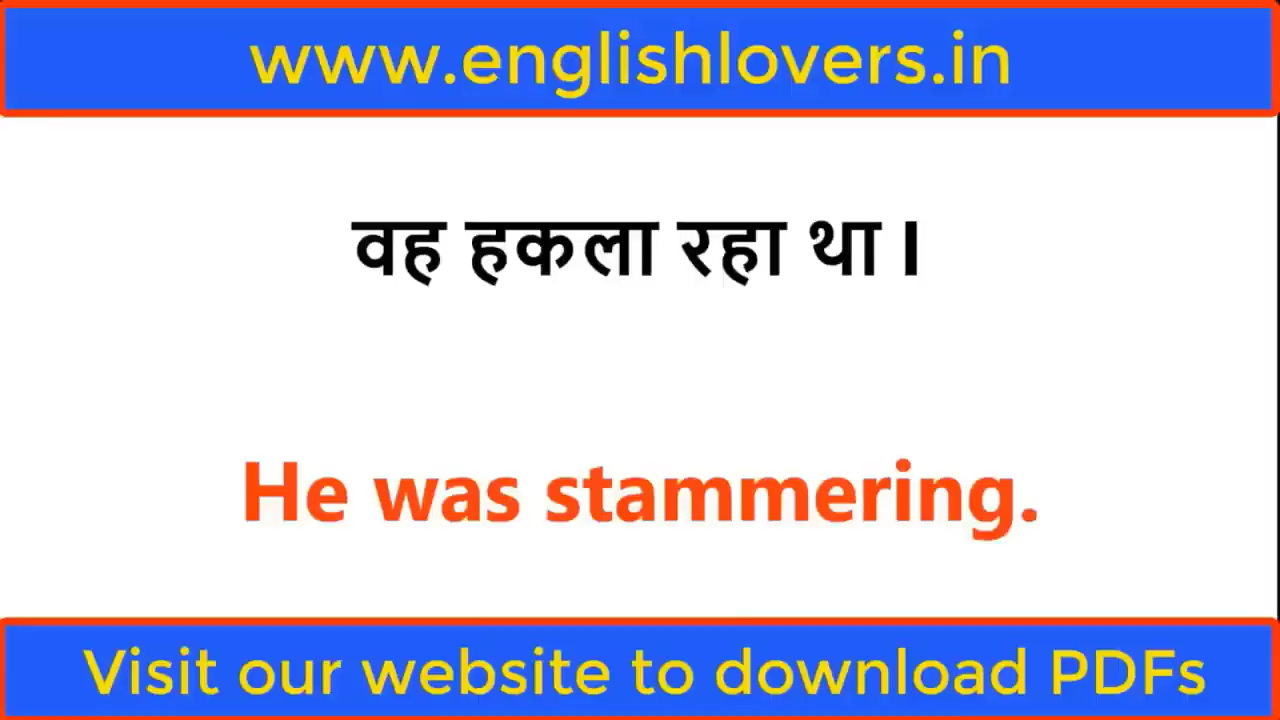 www.englishlovers.in
वह हकला रहा था।
He was stammering.
Visit our website to download PDFs